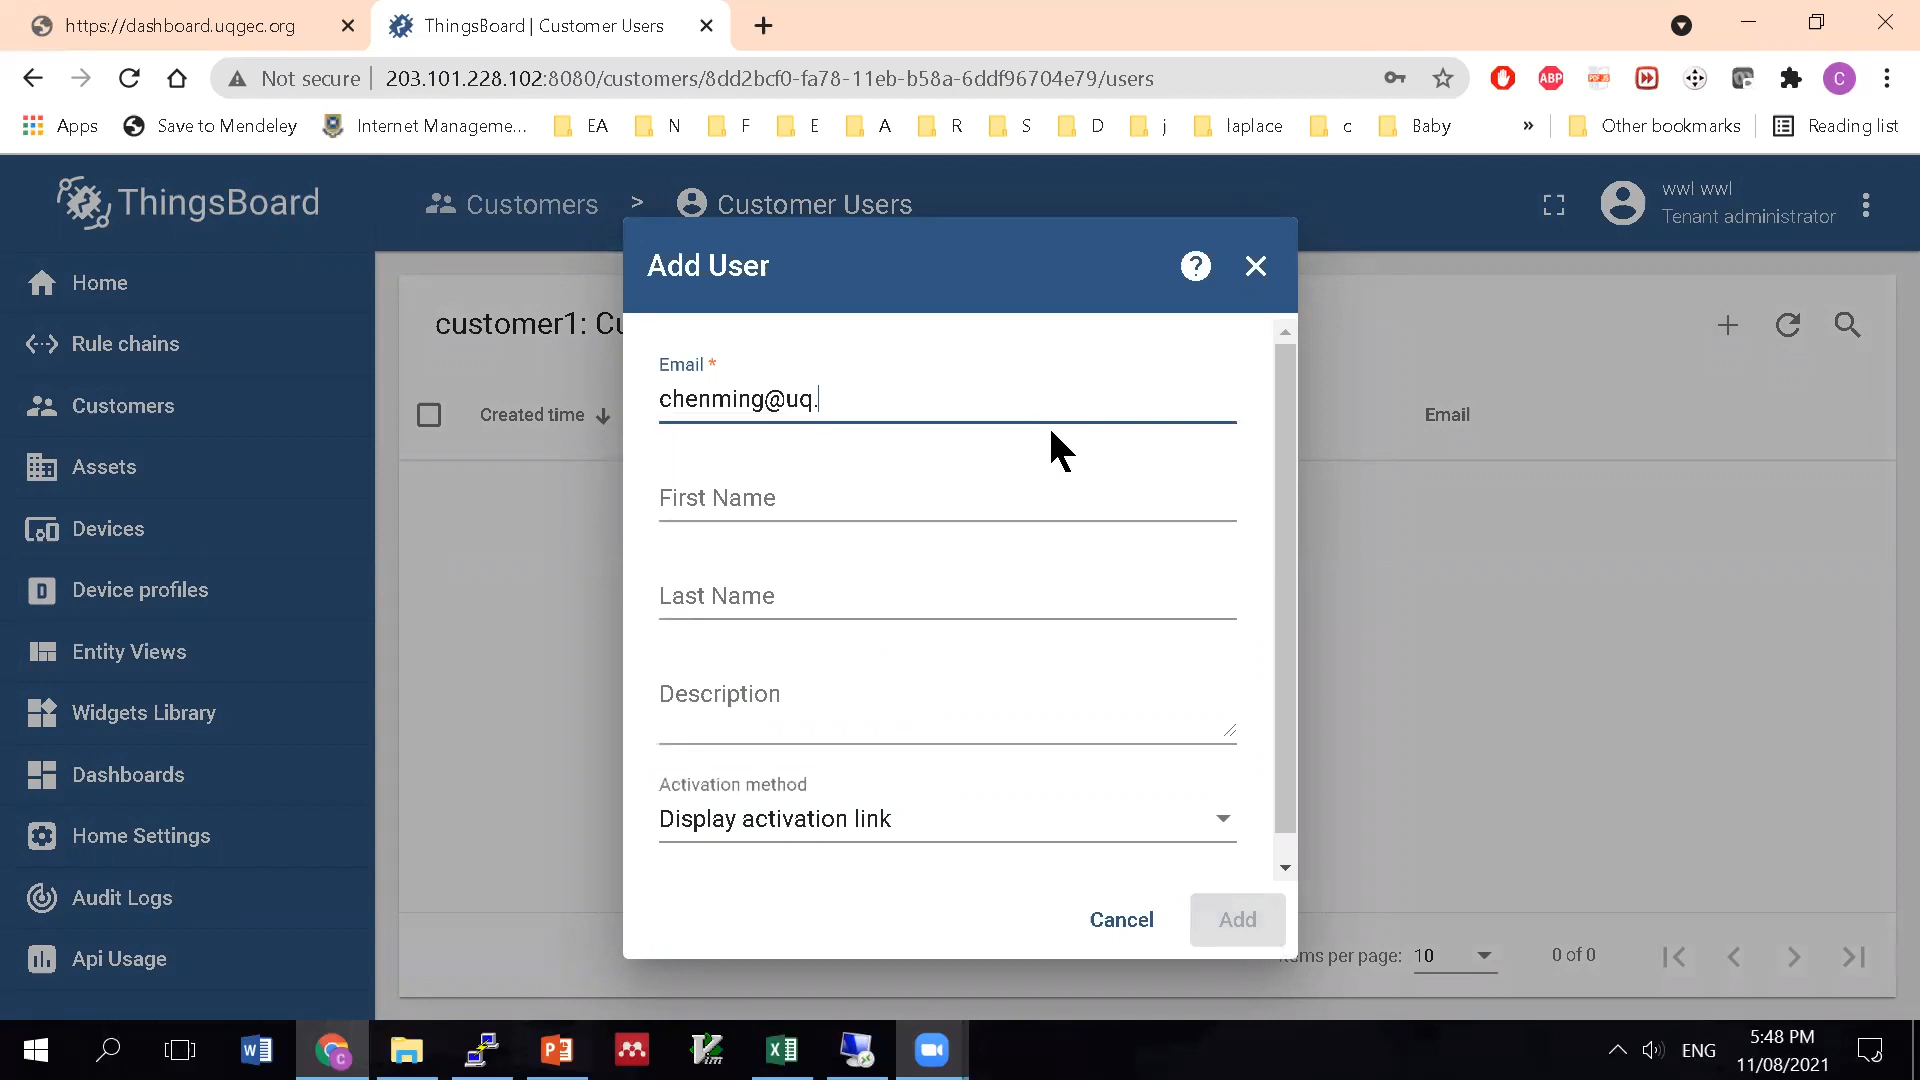 https://dashboard.uqgec.org
ThingsBoard | Customer Users
Not secure
203.101.228.102:8080/customers/8dd2bcf0-fa78-11eb-b58a-6ddf96704e79/users
ABP
C
Apps
Save to Mendeley
Internet Manageme...
EA
N
F
E
A
R
S
D
j
laplace
c
Baby
»
Other bookmarks
Reading list
ThingsBoard
Customers
>
Customer Users
wwl wwl
Tenant administrator
Home
Rule chains
Customers
Assets
Devices
Device profiles
Entity Views
Widgets Library
Dashboards
Home Settings
Audit Logs
Api Usage
customer1: Cu
Created time
Email
Add User
?
Email *
chenming@uq.
First Name
Last Name
Description
Activation method
Display activation link
Cancel
Add
ems per page:
10
0 of 0
ENG
5:48 PM
11/08/2021